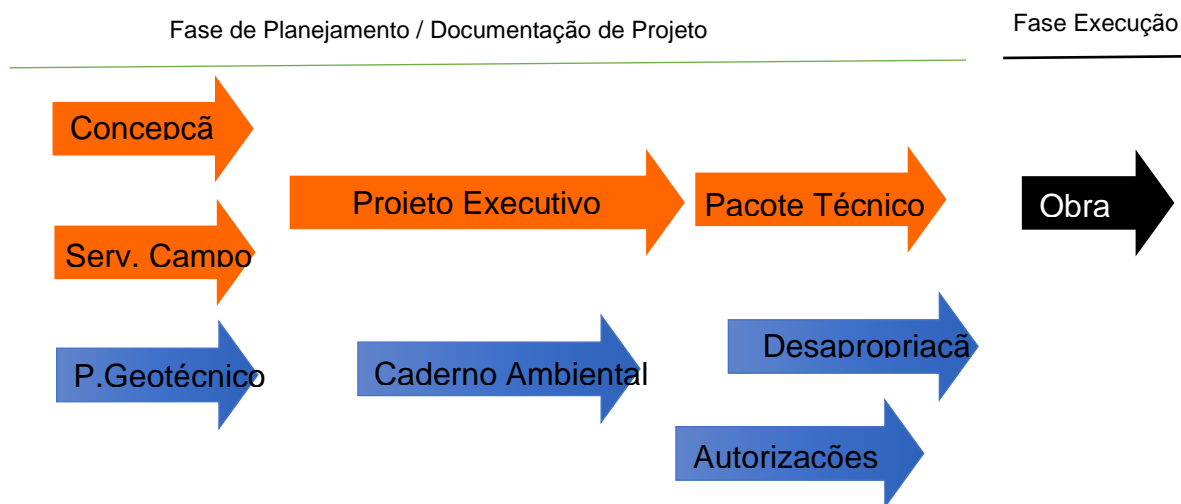 Fase de Planejamento / Documentação de Projeto
Fase Execução
Concepçã
Serv. Campo
Projeto Executivo
Pacote Técnico
Obra
P.Geotécnico
Caderno Ambiental
Desapropriaçã
Autorizações